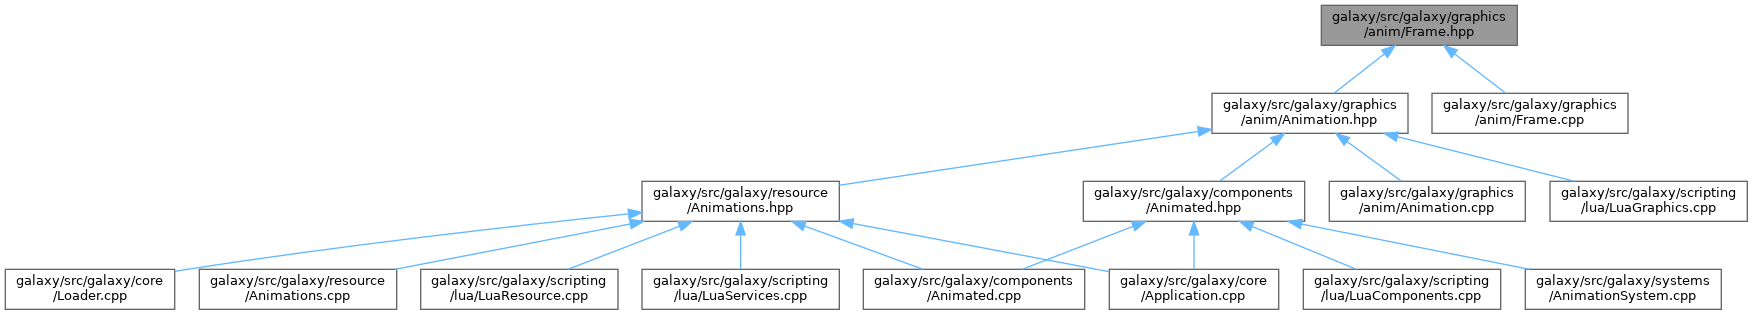 galaxy/src/galaxy/graphics
/anim/Frame.hpp
galaxy/src/galaxy/graphics
/anim/Animation.hpp
galaxy/src/galaxy/graphics
/anim/Frame.cpp
galaxy/src/galaxy/resource
/Animations.hpp
galaxy/src/galaxy/components
/Animated.hpp
galaxy/src/galaxy/graphics
/anim/Animation.cpp
galaxy/src/galaxy/scripting
/lua/LuaGraphics.cpp
galaxy/src/galaxy/core
/Loader.cpp
galaxy/src/galaxy/resource
/Animations.cpp
galaxy/src/galaxy/scripting
/lua/LuaResource.cpp
galaxy/src/galaxy/scripting
/lua/LuaServices.cpp
galaxy/src/galaxy/components
/Animated.cpp
galaxy/src/galaxy/core
/Application.cpp
galaxy/src/galaxy/scripting
/lua/LuaComponents.cpp
galaxy/src/galaxy/systems
/AnimationSystem.cpp